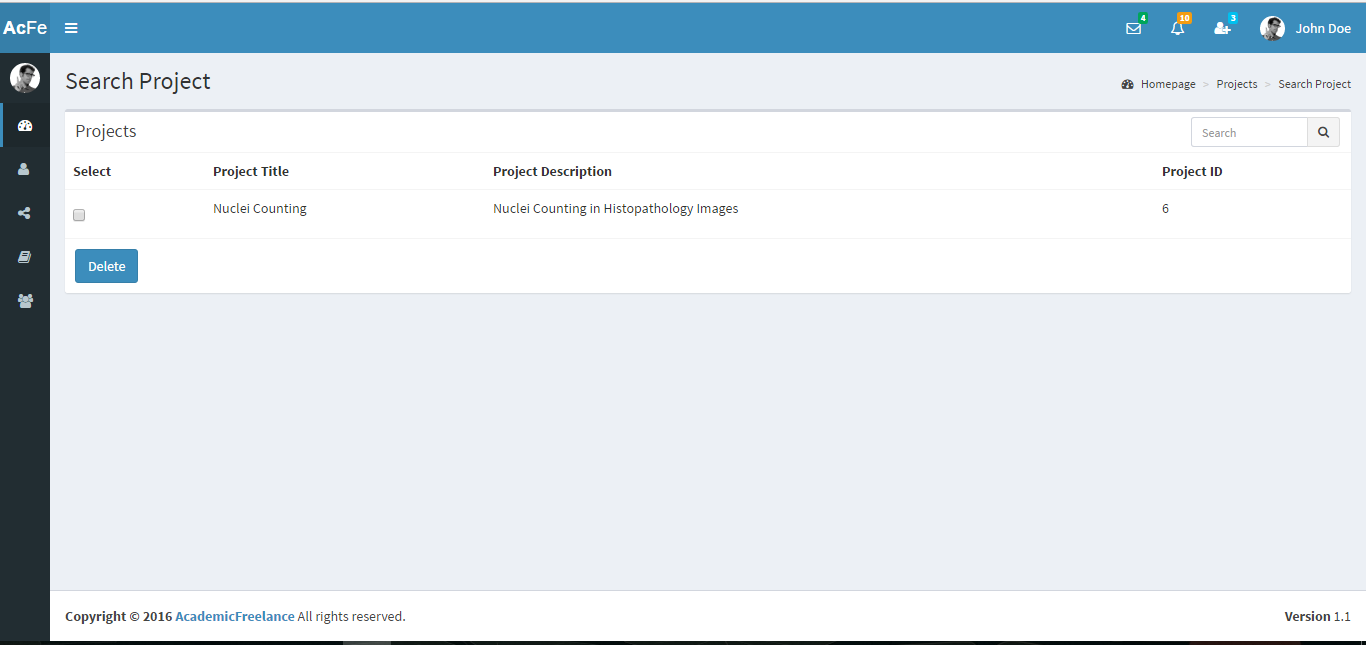 AcFe
4
10
3
John Doe
Search Project
Homepage > Projects > Search Project
Projects
Search
Select Project Title Project Description Project ID
Nuclei Counting Nuclei Counting in Histopathology Images 6
Delete
Copyright © 2016 AcademicFreelance All rights reserved.
Version 1.1